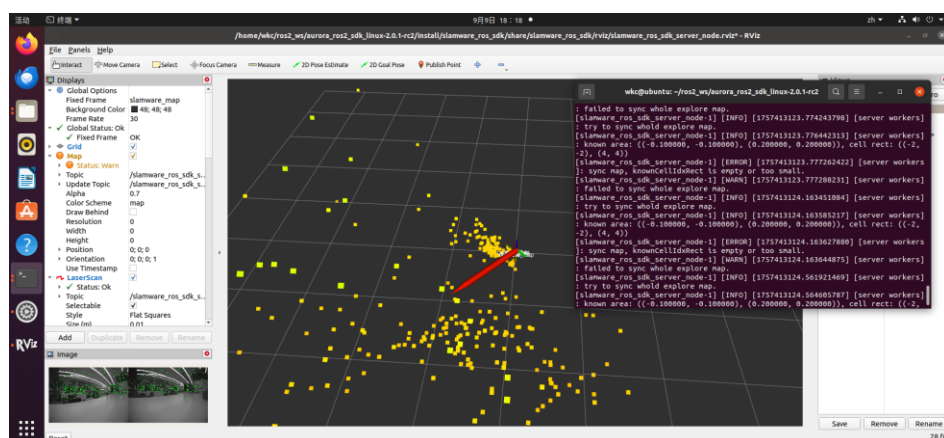 活动
终端
9月9日 18：18
zh
/home/wkc/ros2_ws/aurora_ros2_sdk_linux-2.0.1-rc2/install/slamware_ros_sdk/share/slamware_ros_sdk/rviz/slamware_ros_sdk_server_node.rviz* - RViz
File Panels Help
Interact Move Camera Select Focus Camera Measure 2D Pose Estimate 2D Goal Pose Publish Point
Displays
Global Options
Fixed Frame slamware_map
Background Color 48; 48; 48
Frame Rate 30
Global Status: Ok
Fixed Frame OK
Grid
Map
Status: Warn
Topic /slamware_ros_sdk_s...
Update Topic /slamware_ros_sdk_s...
Alpha 0.7
Color Scheme map
Draw Behind
Resolution 0
Width 0
Height 0
Position 0; 0; 0
Orientation 0; 0; 0; 1
Use Timestamp
LaserScan
Status: Ok
Topic /slamware_ros_sdk_s...
Selectable
Style Flat Squares
Size (m) 0.01
Add Duplicate Remove Rename
Image
Reset
wkc@ubuntu: ~/ros2_ws/aurora_ros2_sdk_linux-2.0.1-rc2
: failed to sync whole explore map.
[slamware_ros_sdk_server_node-1] [INFO] [1757413123.774243798] [server workers]
: try to sync whold explore map.
[slamware_ros_sdk_server_node-1] [INFO] [1757413123.776442313] [server workers]
: known area: ((-0.100000, -0.100000), (0.200000, 0.200000)), cell rect: ((-2,
-2), (4, 4))
[slamware_ros_sdk_server_node-1] [ERROR] [1757413123.777262422] [server workers
]: sync map, knownCellIdxRect is empty or too small.
[slamware_ros_sdk_server_node-1] [WARN] [1757413123.777288231] [server workers]
: failed to sync whole explore map.
[slamware_ros_sdk_server_node-1] [INFO] [1757413124.163451084] [server workers]
: try to sync whold explore map.
[slamware_ros_sdk_server_node-1] [INFO] [1757413124.163585217] [server workers]
: known area: ((-0.100000, -0.100000), (0.200000, 0.200000)), cell rect: ((-2,
-2), (4, 4))
[slamware_ros_sdk_server_node-1] [ERROR] [1757413124.163627880] [server workers
]: sync map, knownCellIdxRect is empty or too small.
[slamware_ros_sdk_server_node-1] [WARN] [1757413124.163644875] [server workers]
: failed to sync whole explore map.
[slamware_ros_sdk_server_node-1] [INFO] [1757413124.561921469] [server workers]
: try to sync whold explore map.
[slamware_ros_sdk_server_node-1] [INFO] [1757413124.564605787] [server workers]
: known area: ((-0.100000, -0.100000), (0.200000, 0.200000)), cell rect: ((-2,
Save Remove Rename
RViz